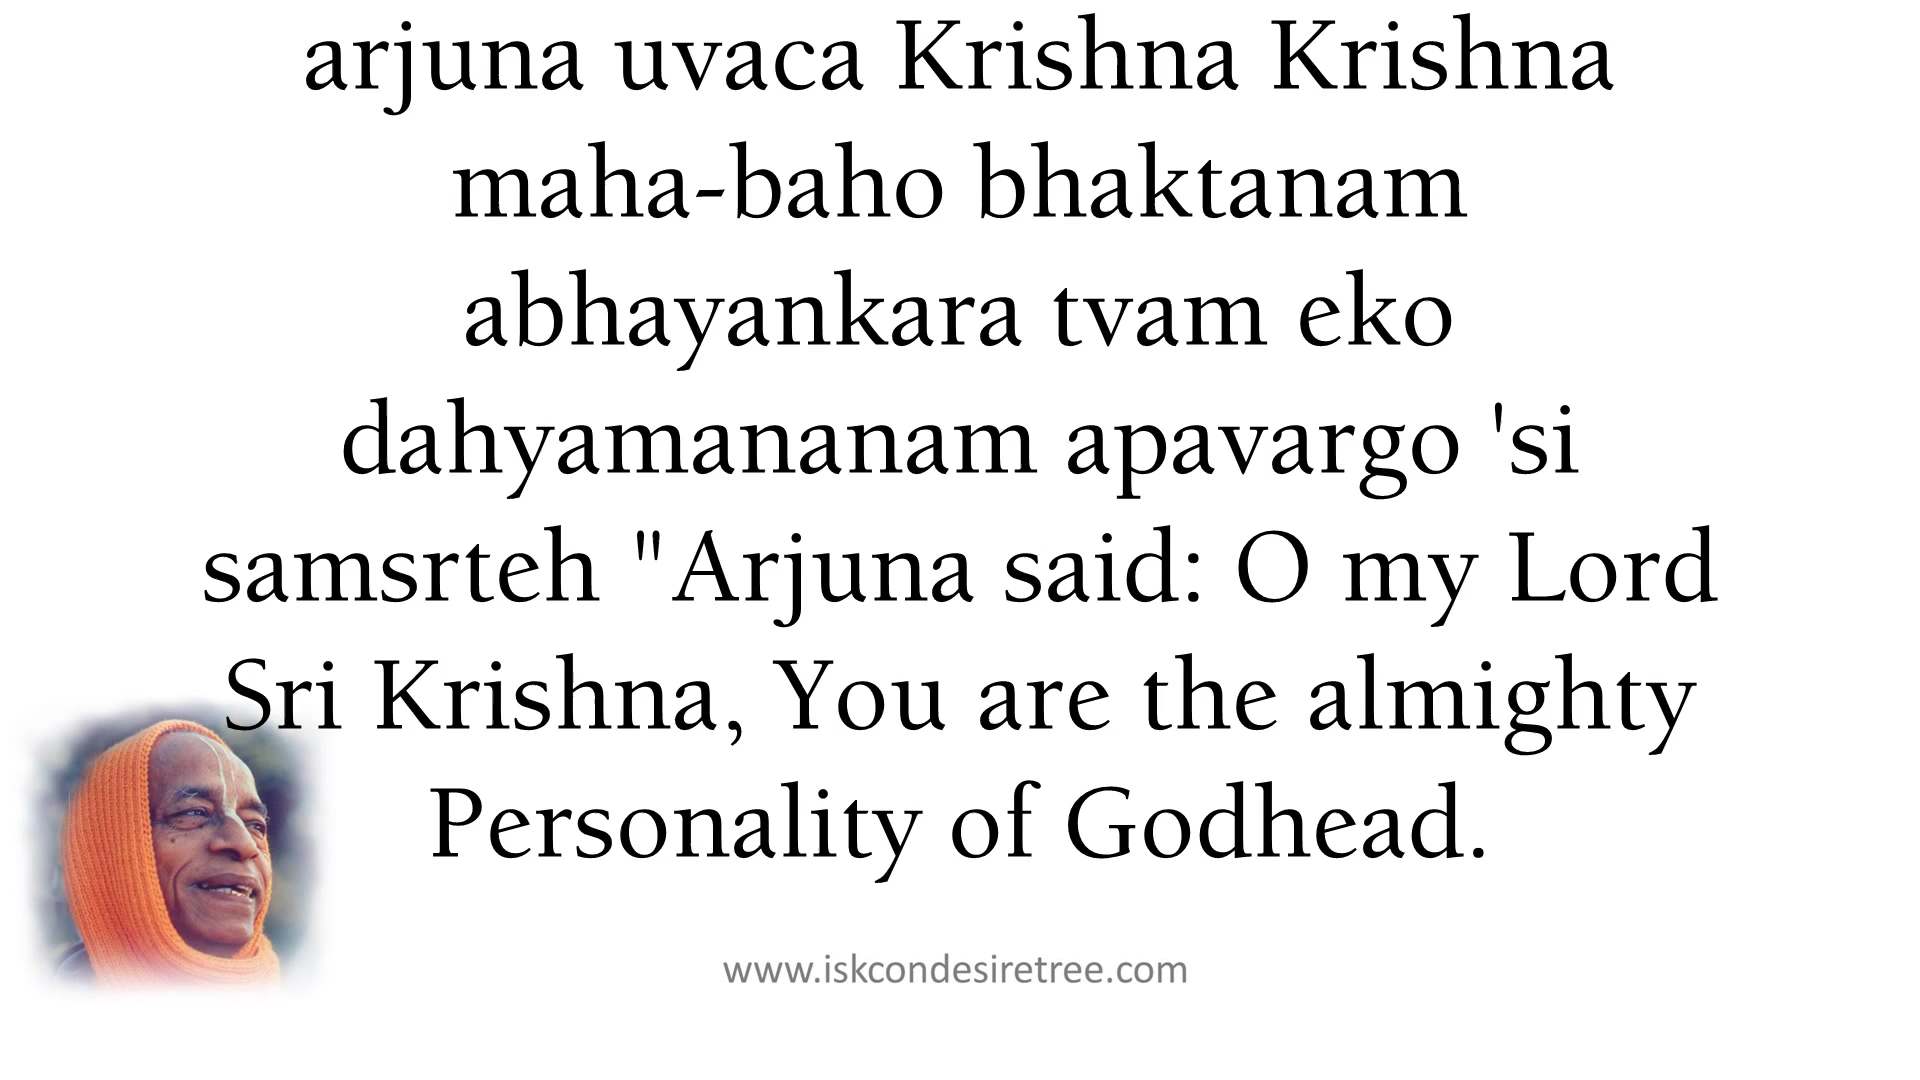 arjuna uvaca Krishna Krishna
maha-baho bhaktanam
abhayankara tvam eko
dahyamananam apavargo 'si
samsrteh "Arjuna said: O my Lord
Sri Krishna, You are the almighty
Personality of Godhead.
www.iskcondesiretree.com